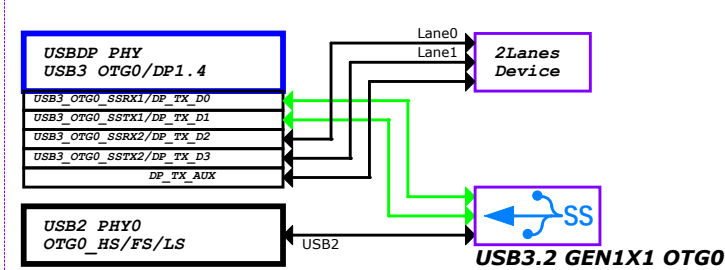 USBDP PHY
USB3 OTG0/DP1.4
USB3_OTG0_SSRX1/DP_TX_D0
USB3_OTG0_SSTX1/DP_TX_D1
USB3_OTG0_SSRX2/DP_TX_D2
USB3_OTG0_SSTX2/DP_TX_D3
DP_TX_AUX
Lane0
Lane1
2Lanes
Device
USB2 PHY0
OTG0_HS/FS/LS
USB2
SS
USB3.2 GEN1X1 OTG0